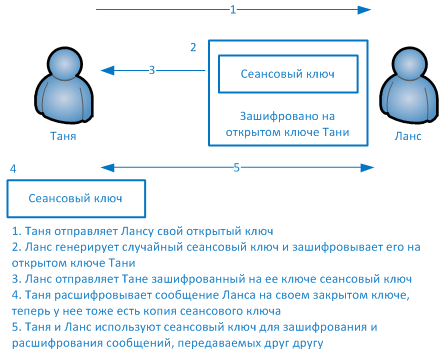 1
2
Сеансовый ключ
3
Зашифровано на
открытом ключе Тани
Таня
Ланс
4
5
Сеансовый ключ
1. Таня отправляет Лансу свой открытый ключ
2. Ланс генерирует случайный сеансовый ключ и зашифровывает его на
открытом ключе Тани
3. Ланс отправляет Тане зашифрованный на ее ключе сеансовый ключ
4. Таня расшифровывает сообщение Ланса на своем закрытом ключе,
теперь у нее тоже есть копия сеансового ключа
5. Таня и Ланс используют сеансовый ключ для зашифрования и
расшифрования сообщений, передаваемых друг другу